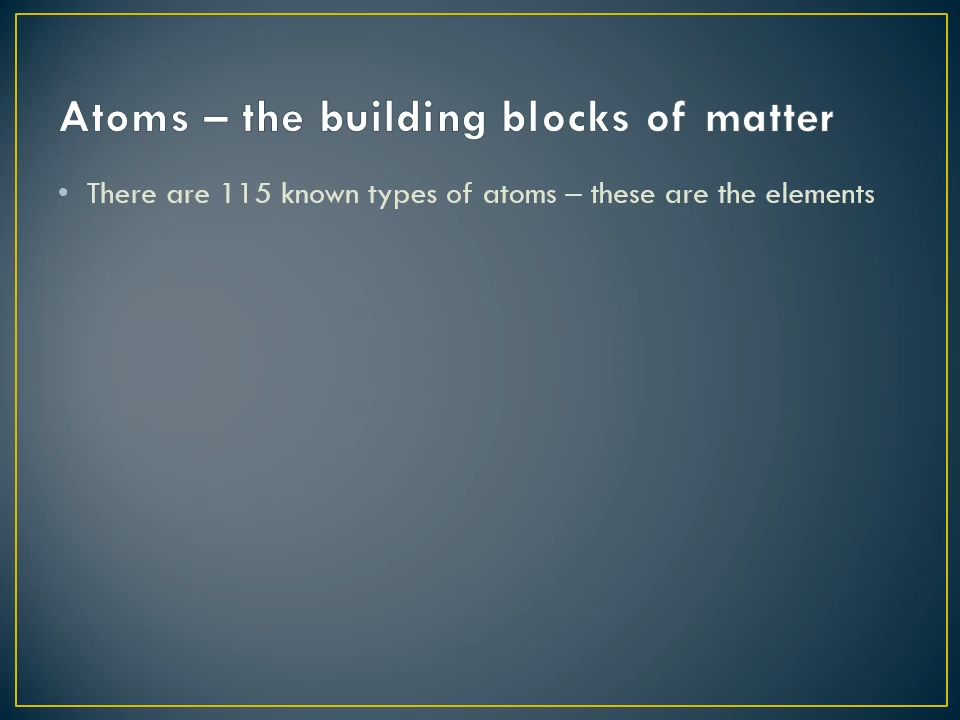 Atoms – the building blocks of matter
• There are 115 known types of atoms – these are the elements